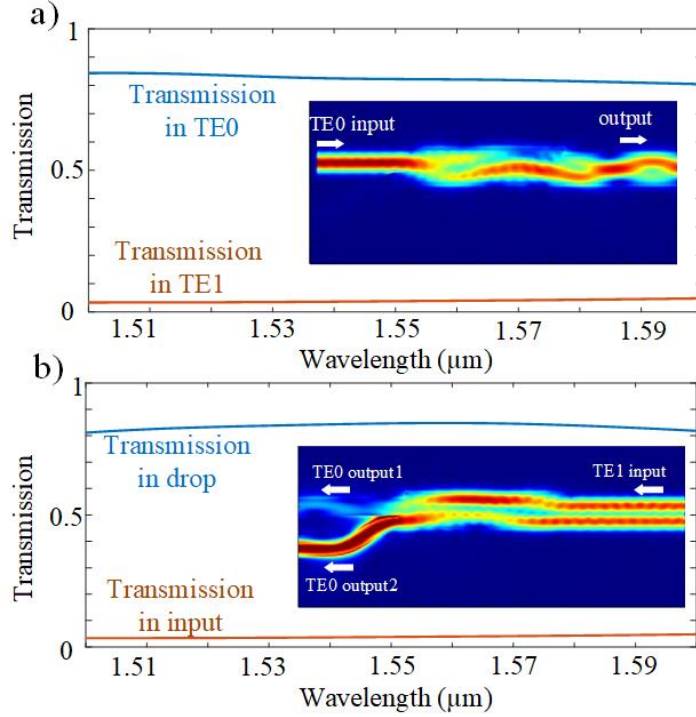 a)
1
Transmission
in TE0
TE0 input
output
0.5
Transmission
Transmission
in TE1
0
1.51 1.53 1.55 1.57 1.59
Wavelength (µm)
b)
1
Transmission
in drop
TE0 output1
TE1 input
0.5
Transmission
TE0 output2
Transmission
in input
0
1.51 1.53 1.55 1.57 1.59
Wavelength (µm)